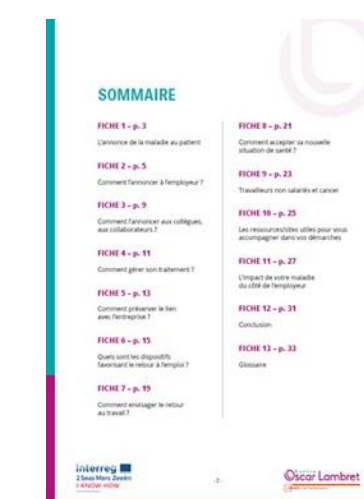 SOMMAIRE
FICHE 1 – p. 3
L'annonce de la maladie au patient
FICHE 2 – p. 5
Comment l'annoncer à l'employeur ?
FICHE 3 – p. 9
Comment l'annoncer aux collègues,
aux collaborateurs ?
FICHE 4 – p. 11
Comment gérer son traitement ?
FICHE 5 – p. 13
Comment préserver le lien
avec l'entreprise ?
FICHE 6 – p. 15
Quels sont les dispositifs
favorisant le retour à l'emploi ?
FICHE 7 – p. 19
Comment envisager le retour
au travail ?
FICHE 8 – p. 21
Comment accepter sa nouvelle
situation de santé ?
FICHE 9 – p. 23
Travailleurs non salariés et cancer
FICHE 10 – p. 25
Les ressources/sites utiles pour vous
accompagner dans vos démarches
FICHE 11 – p. 27
L'impact de votre maladie
du côté de l'employeur
FICHE 12 – p. 31
Conclusion
FICHE 13 – p. 33
Glossaire
Interreg
2 Seas Mers Zeeën
I-KNOW-HOW
- 2 -
Oscar Lambret